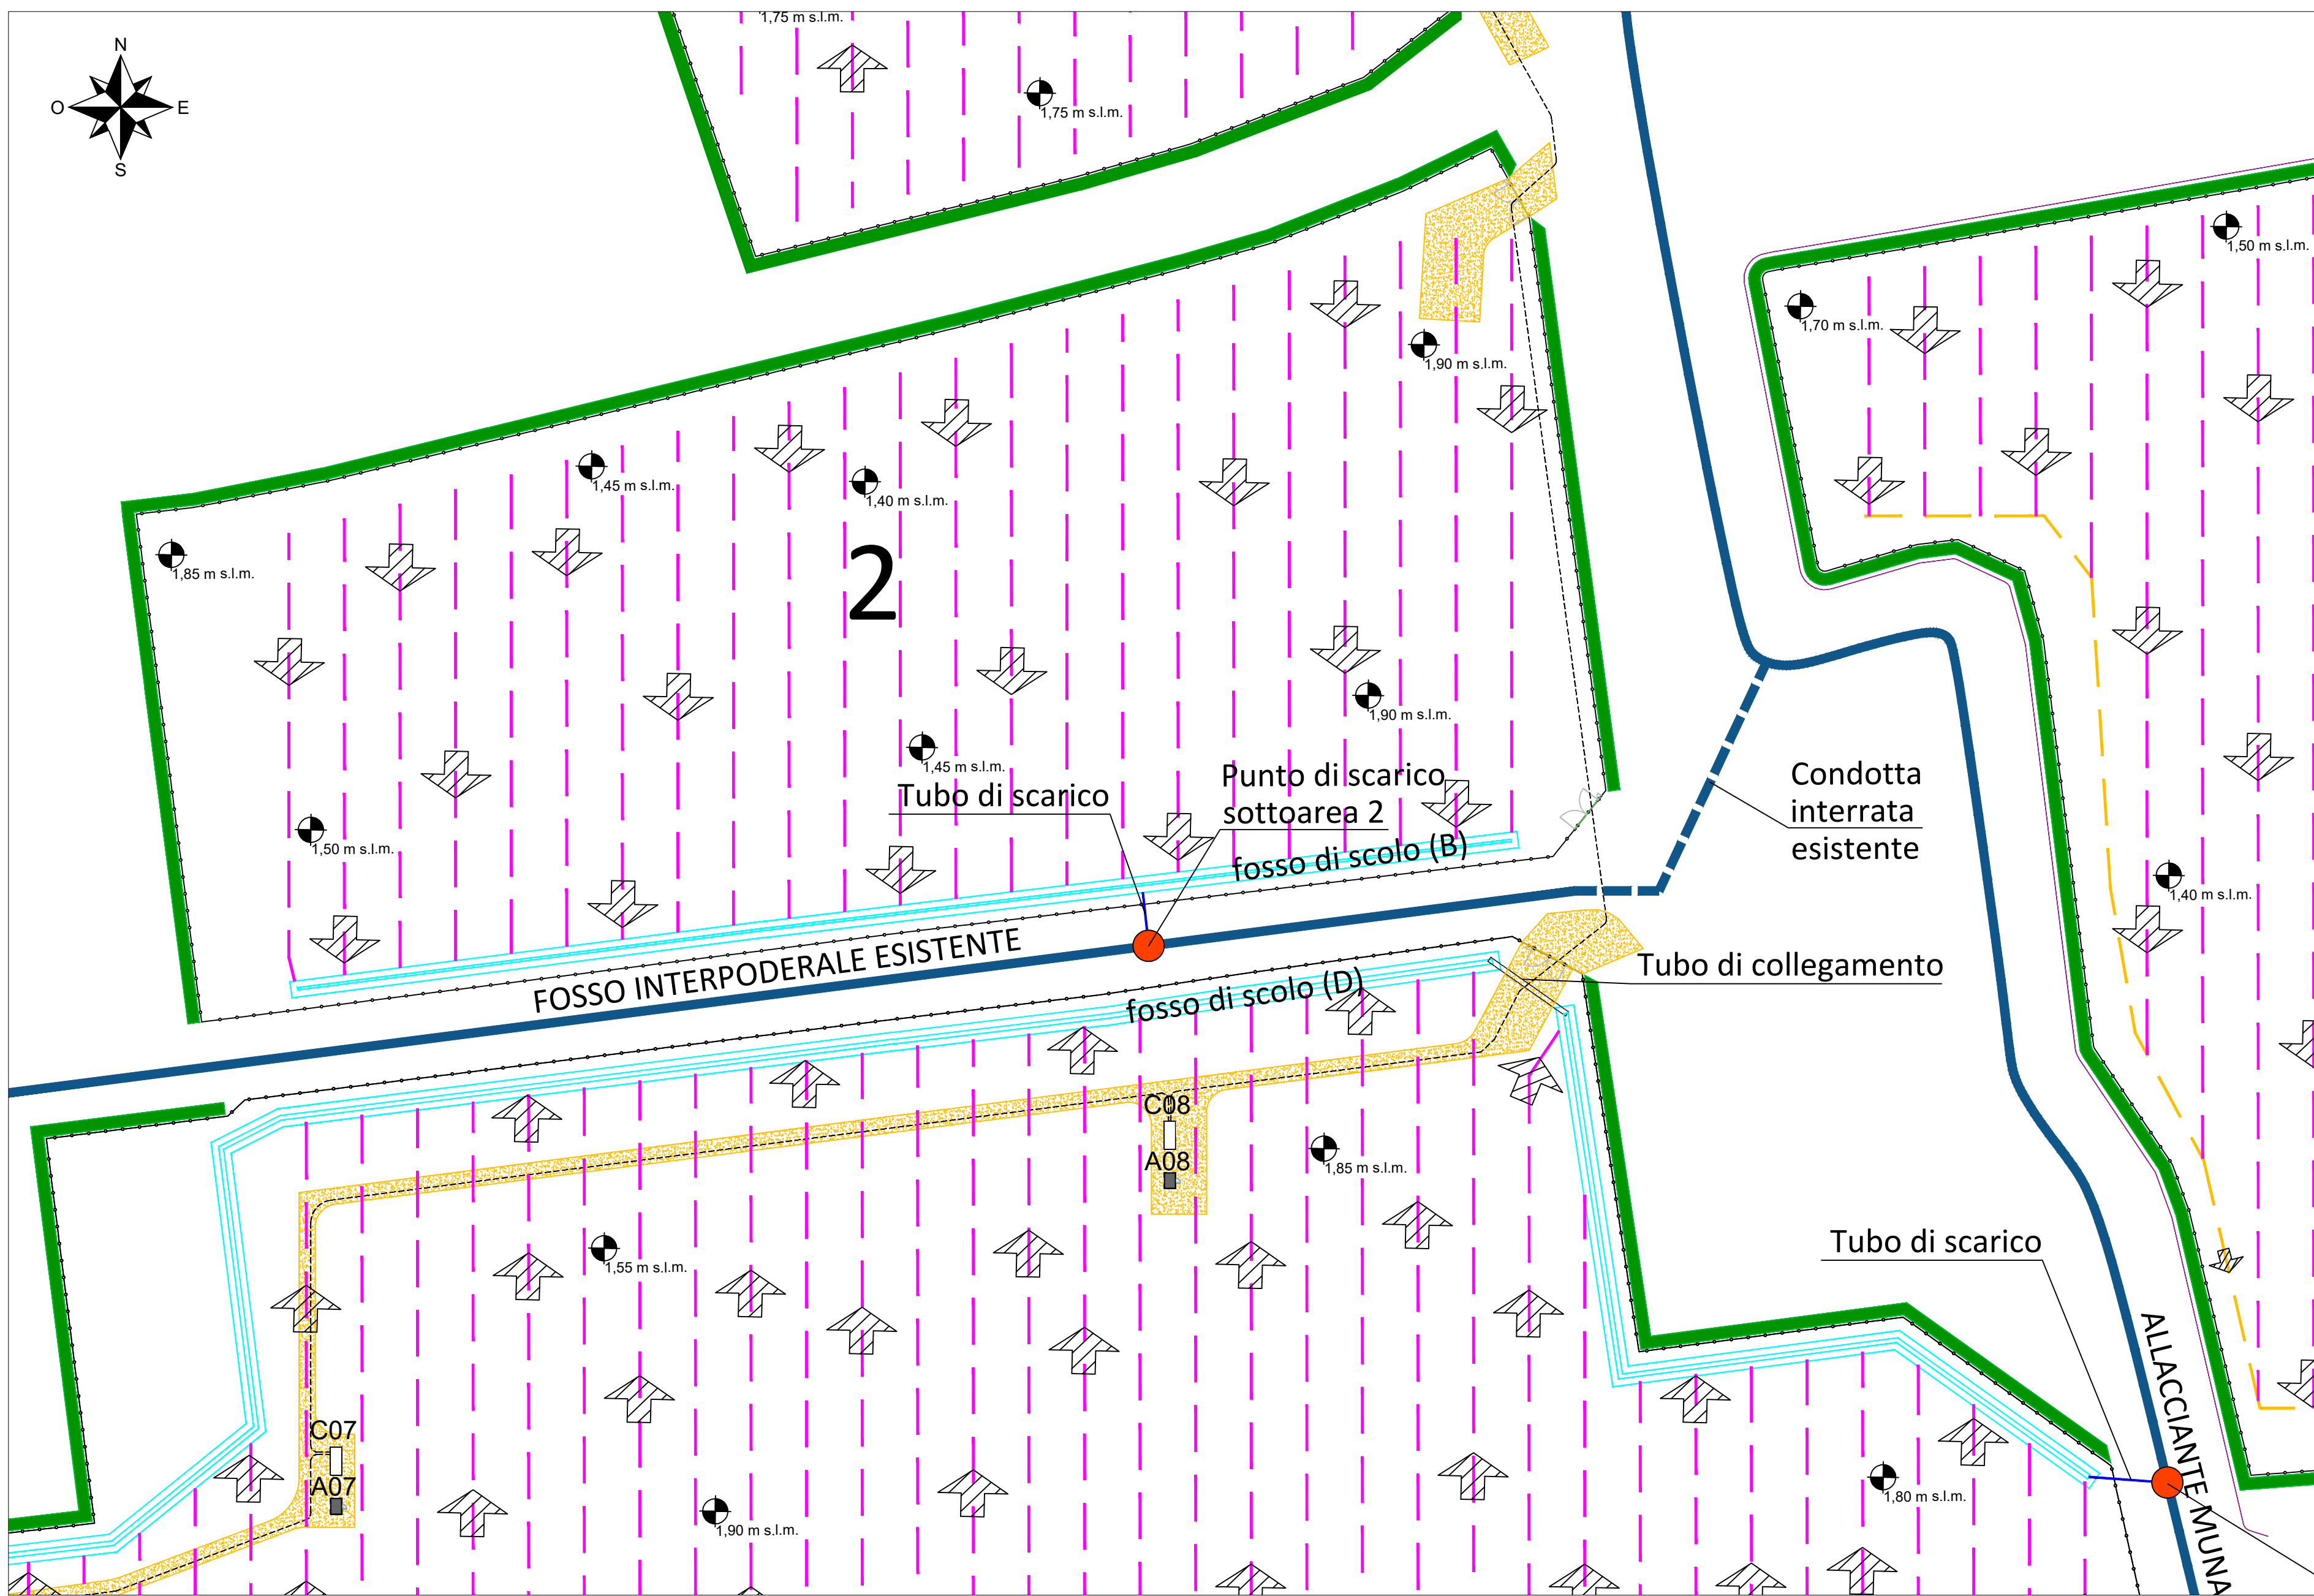 1,75 m s.l.m.
N
O
E
S
1,75 m s.l.m.
1,50 m s.l.m.
1,70 m s.l.m.
1,90 m s.l.m.
1,45 m s.l.m.
1,40 m s.l.m.
2
1,85 m s.l.m.
1,90 m s.l.m.
1,45 m s.l.m.
Tubo di scarico
Punto di scarico
sottoarea 2
Condotta
interrata
esistente
1,50 m s.l.m.
fosso di scolo (B)
1,40 m s.l.m.
FOSSO INTERPODERALE ESISTENTE
Tubo di collegamento
fosso di scolo (D)
C08
A08
1,85 m s.l.m.
1,55 m s.l.m.
Tubo di scarico
ALLACCIANTE MUNA
C07
A07
1,80 m s.l.m.
1,90 m s.l.m.